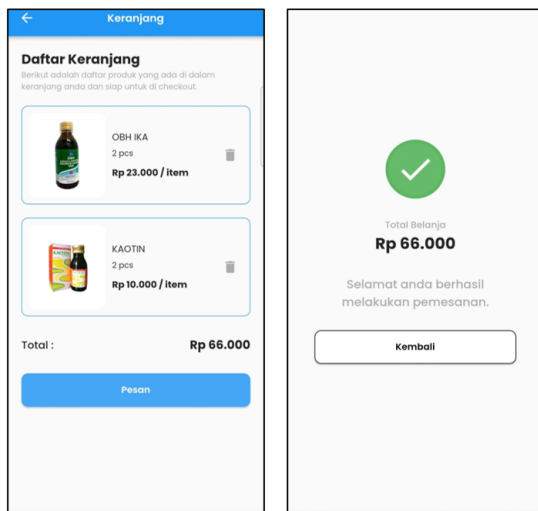 Keranjang
Daftar Keranjang
Berikut adalah daftar produk yang ada di dalam
keranjang anda dan siap untuk di checkout.
OBH IKA
2 pcs
Rp 23.000 / item
KAOTIN
2 pcs
Rp 10.000 / item
Total :
Rp 66.000
Pesan
Total Belanja
Rp 66.000
Selamat anda berhasil
melakukan pemesanan.
Kembali